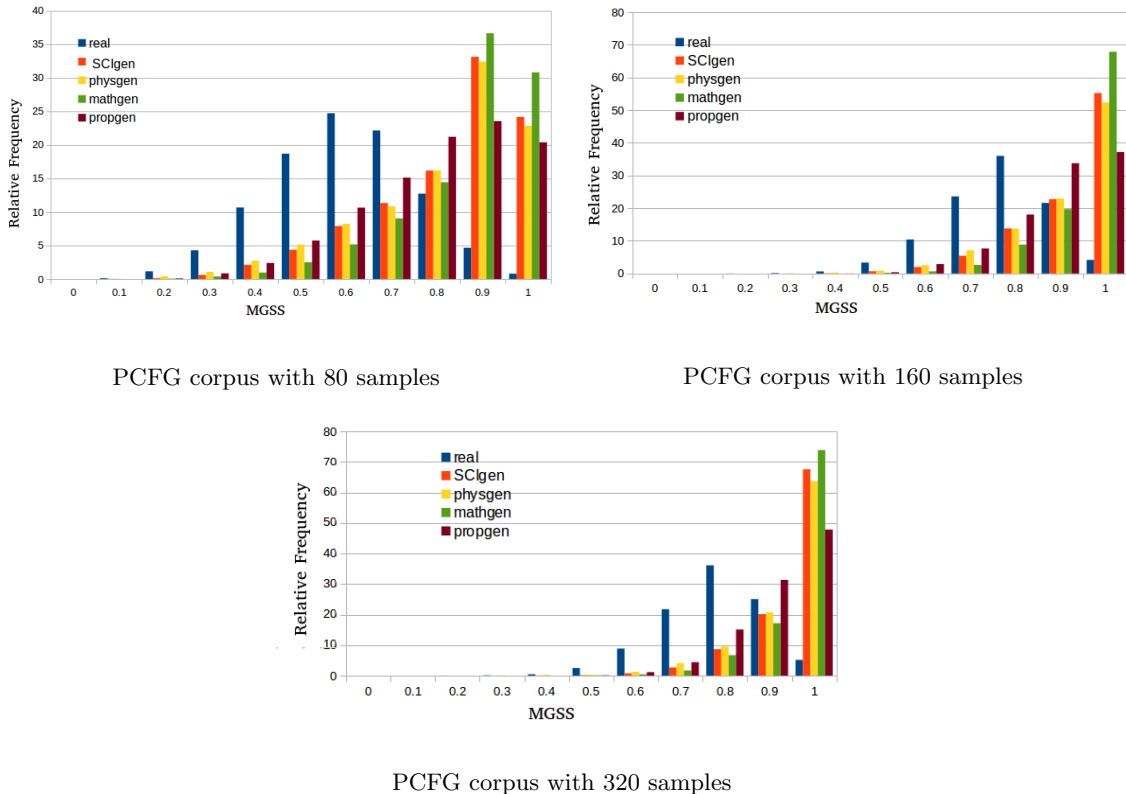 40
35
30
25
20
15
10
5
0
Relative Frequency
real
SCIgen
physgen
mathgen
propgen
0 0.1 0.2 0.3 0.4 0.5 0.6 0.7 0.8 0.9 1
MGSS
PCFG corpus with 80 samples
80
70
60
50
40
30
20
10
0
Relative Frequency
real
SCIgen
physgen
mathgen
propgen
0 0.1 0.2 0.3 0.4 0.5 0.6 0.7 0.8 0.9 1
MGSS
PCFG corpus with 160 samples
80
70
60
50
40
30
20
10
0
Relative Frequency
real
SCIgen
physgen
mathgen
propgen
0 0.1 0.2 0.3 0.4 0.5 0.6 0.7 0.8 0.9 1
MGSS
PCFG corpus with 320 samples